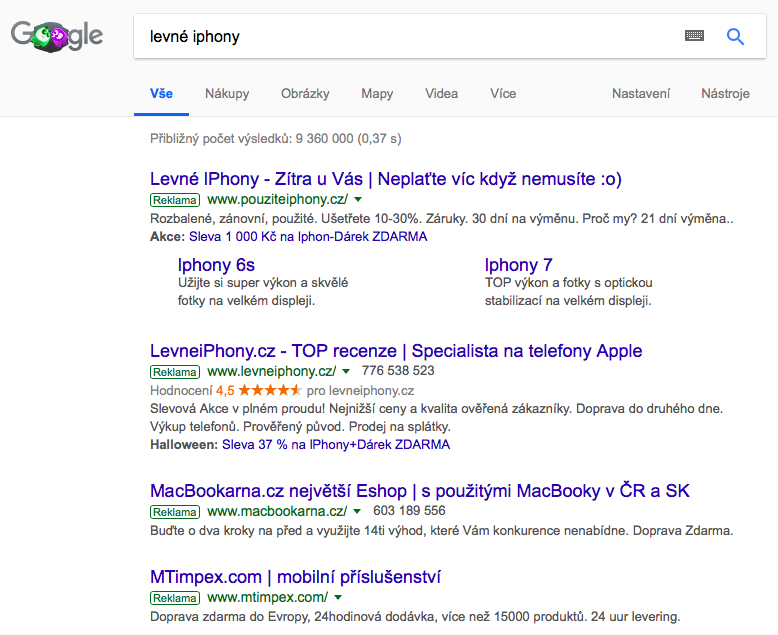 Google
levné iphony
Vše Nákupy Obrázky Mapy Videa Více Nastavení Nástroje
Přibližný počet výsledků: 9 360 000 (0,37 s)
Levné IPhony - Zítra u Vás | Neplaťte víc když nemusíte :o)
Reklama www.pouziteiphony.cz/
Rozbalené, zánovní, použité. Ušetřete 10-30%. Záruky. 30 dní na výměnu. Proč my? 21 dní výměna..
Akce: Sleva 1 000 Kč na Iphon-Dárek ZDARMA
Iphony 6s
Užijte si super výkon a skvělé
fotky na velkém displeji.
Iphony 7
TOP výkon a fotky s optickou
stabilizací na velkém displeji.
LevneiPhony.cz - TOP recenze | Specialista na telefony Apple
Reklama www.levneiphony.cz/ 776 538 523
Hodnocení 4,5 ★★★★★ pro levneiphony.cz
Slevová Akce v plném proudu! Nejnižší ceny a kvalita ověřená zákazníky. Doprava do druhého dne.
Výkup telefonů. Prověřený původ. Prodej na splátky.
Halloween: Sleva 37 % na IPhony+Dárek ZDARMA
MacBookarna.cz největší Eshop | s použitými MacBooky v ČR a SK
Reklama www.macbookarna.cz/ 603 189 556
Buďte o dva kroky na před a využijte 14ti výhod, které Vám konkurence nenabídne. Doprava Zdarma.
MTimpex.com | mobilní příslušenství
Reklama www.mtimpex.com/
Doprava zdarma do Evropy, 24hodinová dodávka, více než 15000 produktů. 24 uur levering.